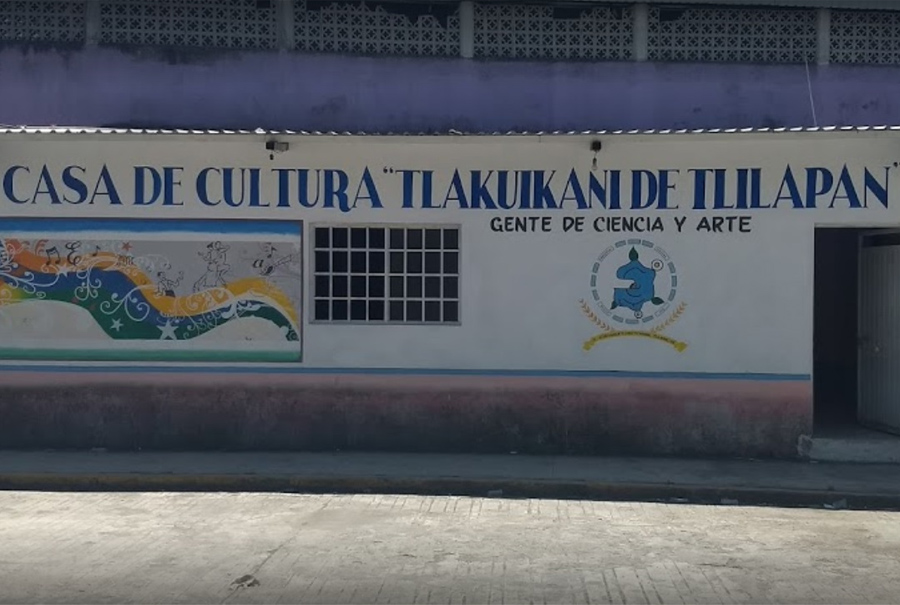 CASA DE CULTURA "TLAKUIKANI DE TLILAPAN"
GENTE DE CIENCIA Y ARTE